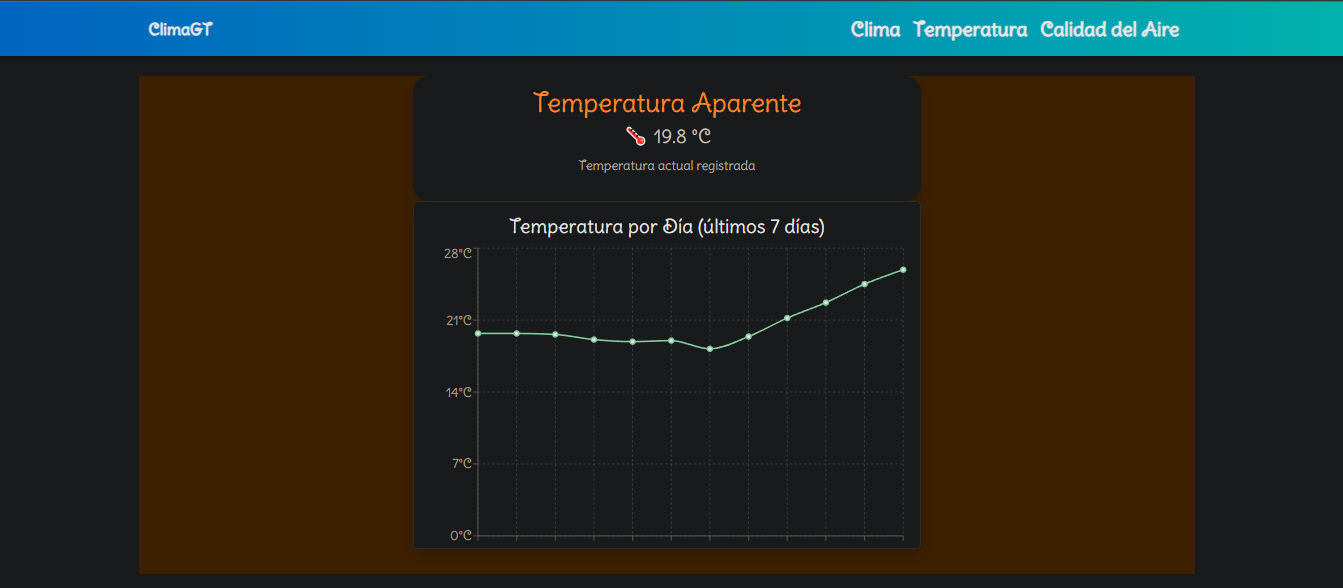 ClimaGT
Clima Temperatura Calidad del Aire
Temperatura Aparente
19.8 °C
Temperatura actual registrada
Temperatura por Día (últimos 7 días)
28°C
21°C
14°C
7°C
0°C